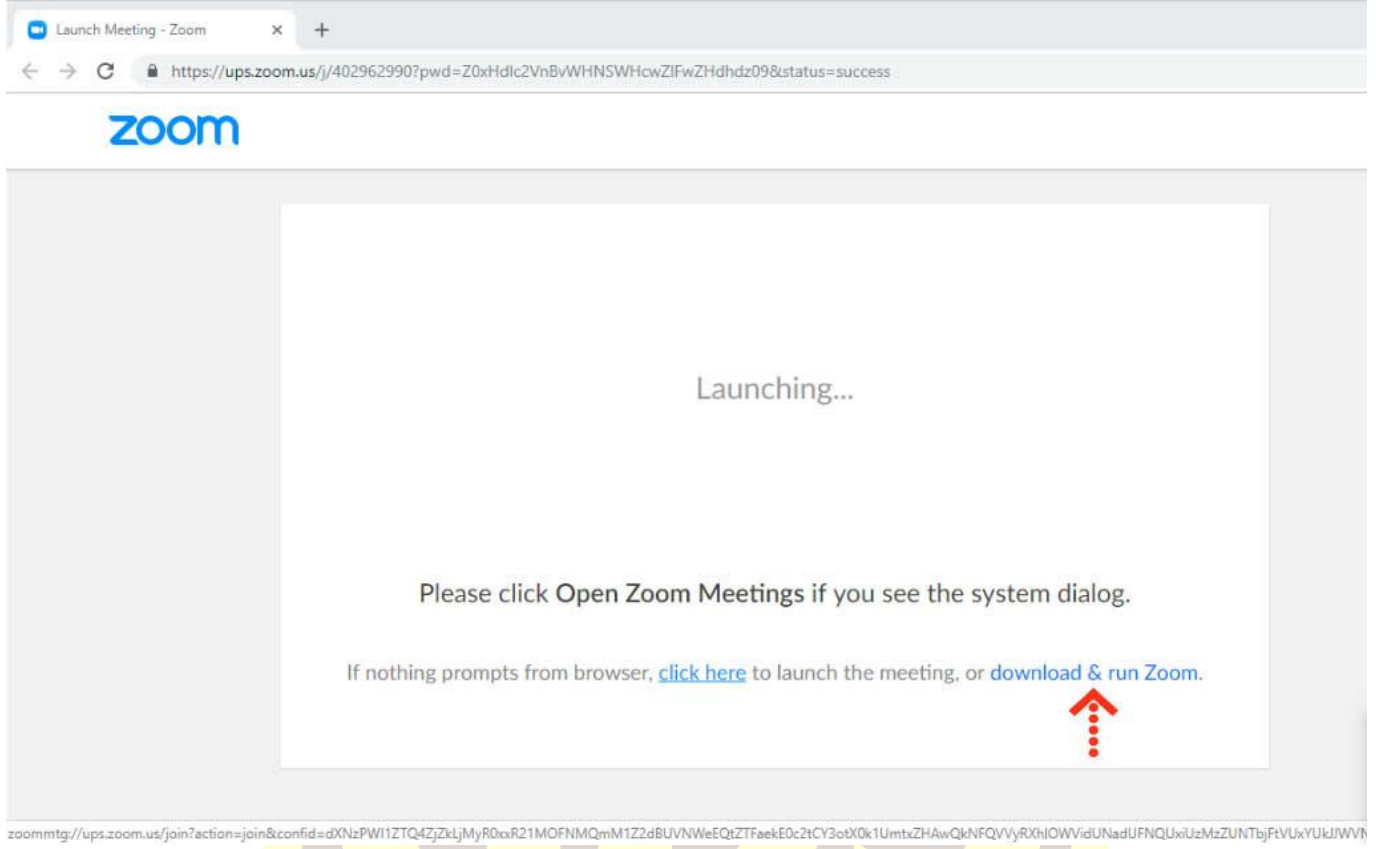 Launch Meeting - Zoom
https://ups.zoom.us/j/402962990?pwd=Z0xHdlc2VnBvWHNSWHcwZlFwZHdhdz09&status=success
zoom
Launching...
Please click Open Zoom Meetings if you see the system dialog.
If nothing prompts from browser, click here to launch the meeting, or download & run Zoom.